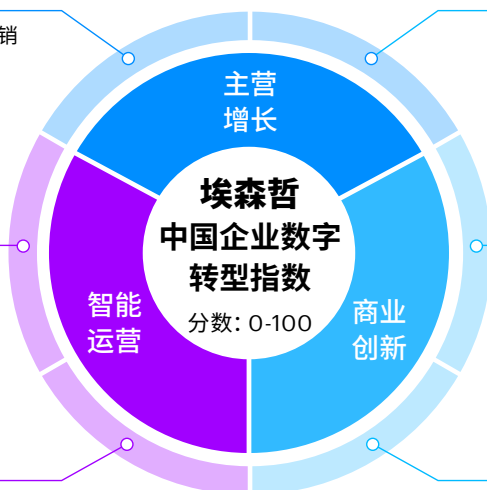 销
主营
增长
埃森哲
中国企业数字
转型指数
分数：0-100
智能
运营
商业
创新